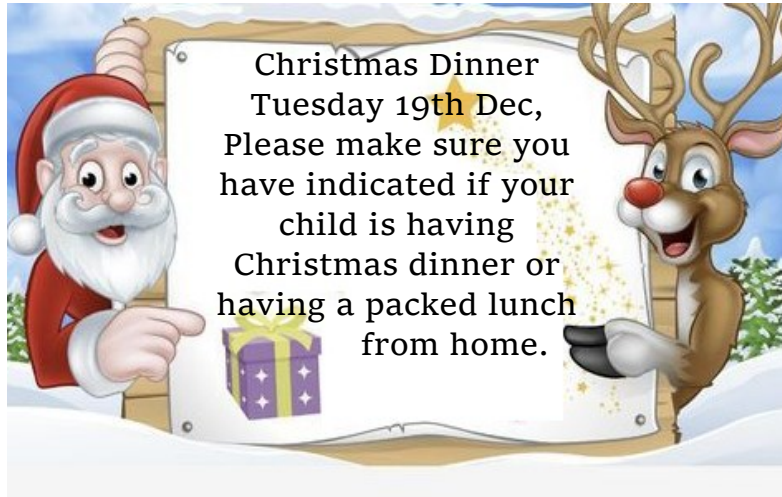 Christmas Dinner
Tuesday 19th Dec,
Please make sure you
have indicated if your
child is having
Christmas dinner or
having a packed lunch
from home.